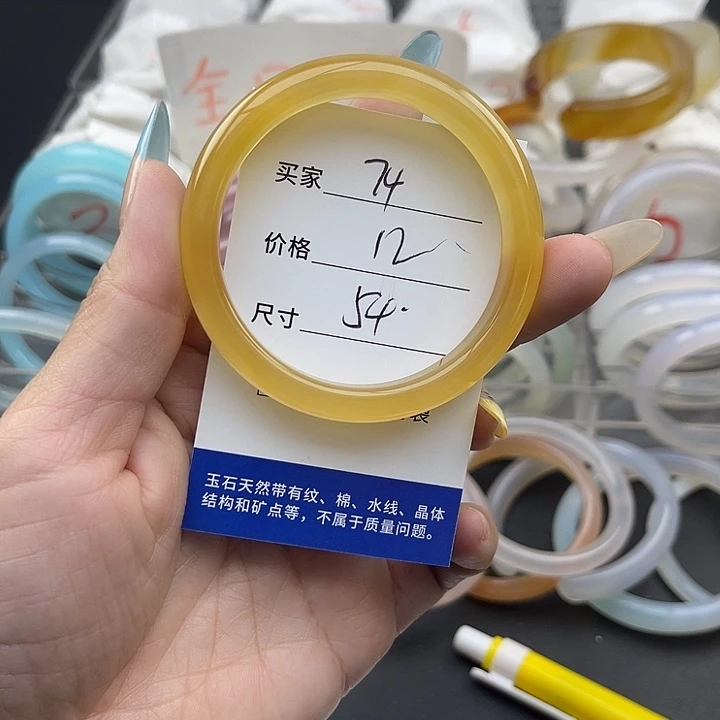 全
买家 74
价格 12
尺寸 54.
玉石天然带有纹、棉、水线、晶体
结构和矿点等，不属于质量问题。